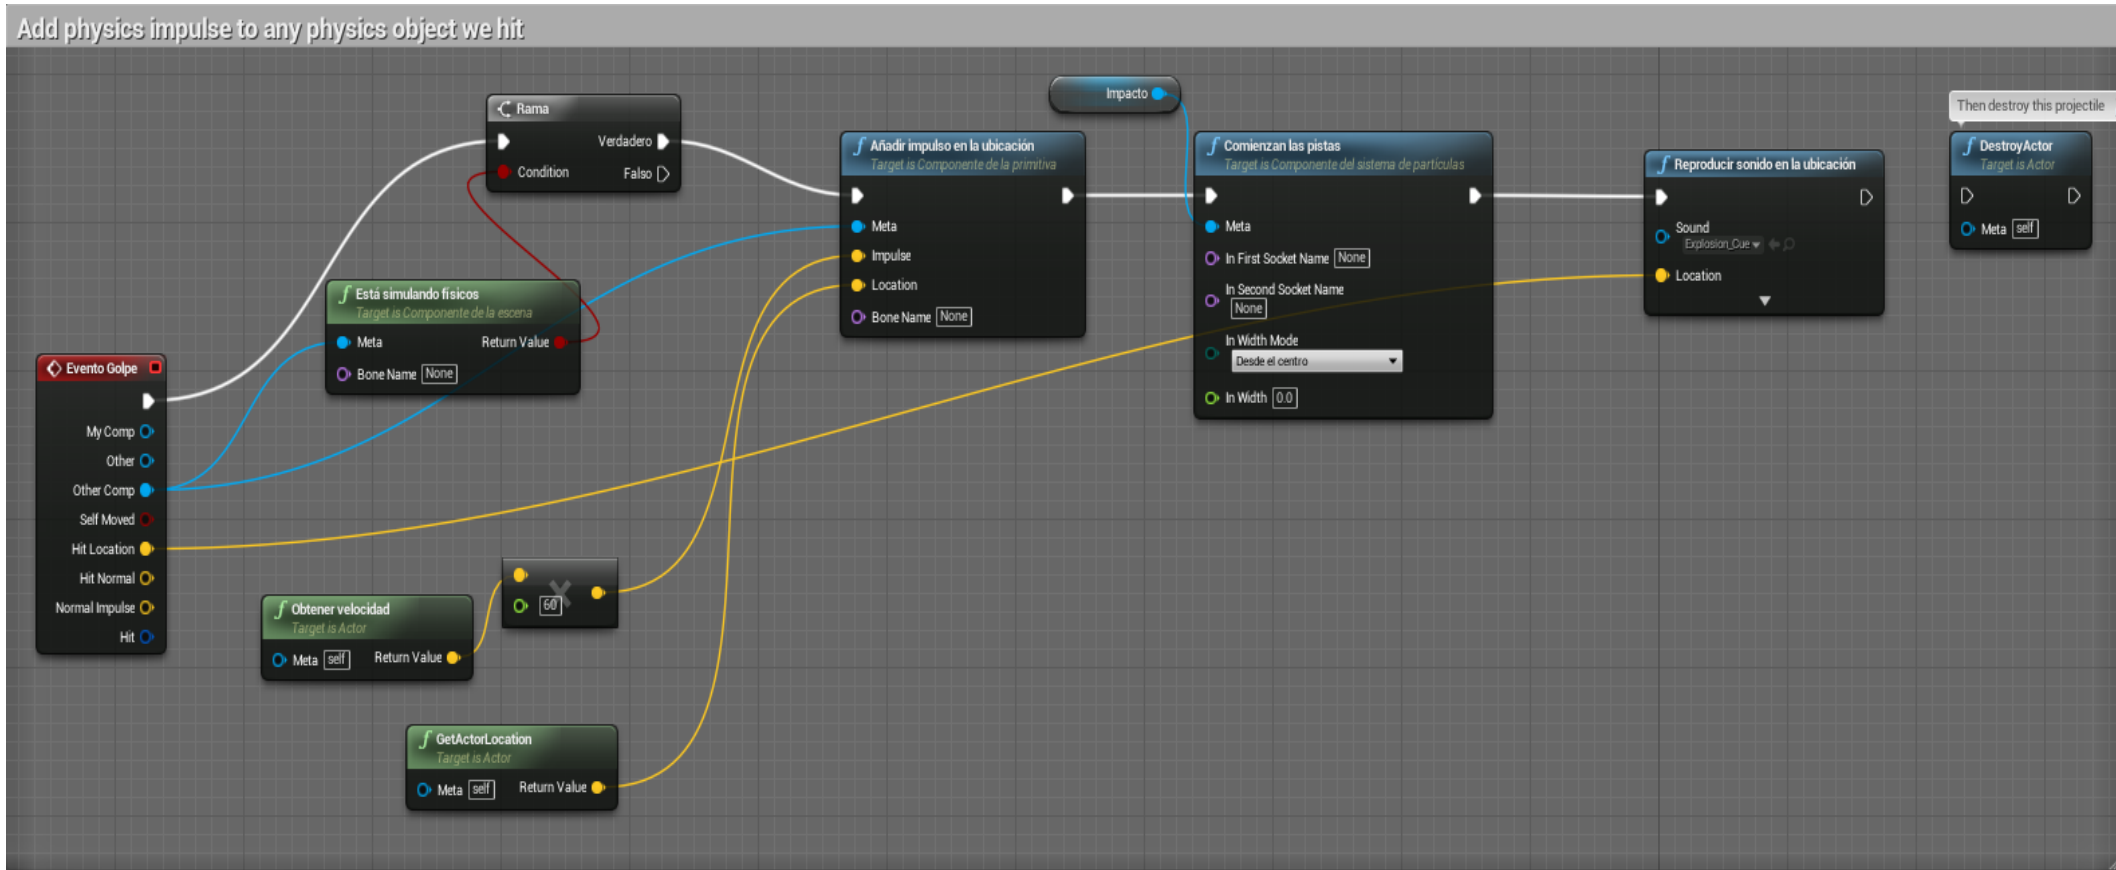 Add physics impulse to any physics object we hit
Rama
Verdadero
Condition
Falso
Está simulando físicos
Target is Componente de la escena
Meta
Return Value
Bone Name None
Evento Golpe
My Comp
Other
Other Comp
Self Moved
Hit Location
Hit Normal
Normal Impulse
Hit
Obtener velocidad
Target is Actor
Meta self
Return Value
60
GetActorLocation
Target is Actor
Meta self
Return Value
Añadir impulso en la ubicación
Target is Componente de la primitiva
Meta
Impulse
Location
Bone Name None
Impacto
Comienzan las pistas
Target is Componente del sistema de partículas
Meta
In First Socket Name None
In Second Socket Name
None
In Width Mode
Desde el centro
In Width 0.0
Reproducir sonido en la ubicación
Sound
Explosion_Cue
Location
Then destroy this projectile
DestroyActor
Target is Actor
Meta self